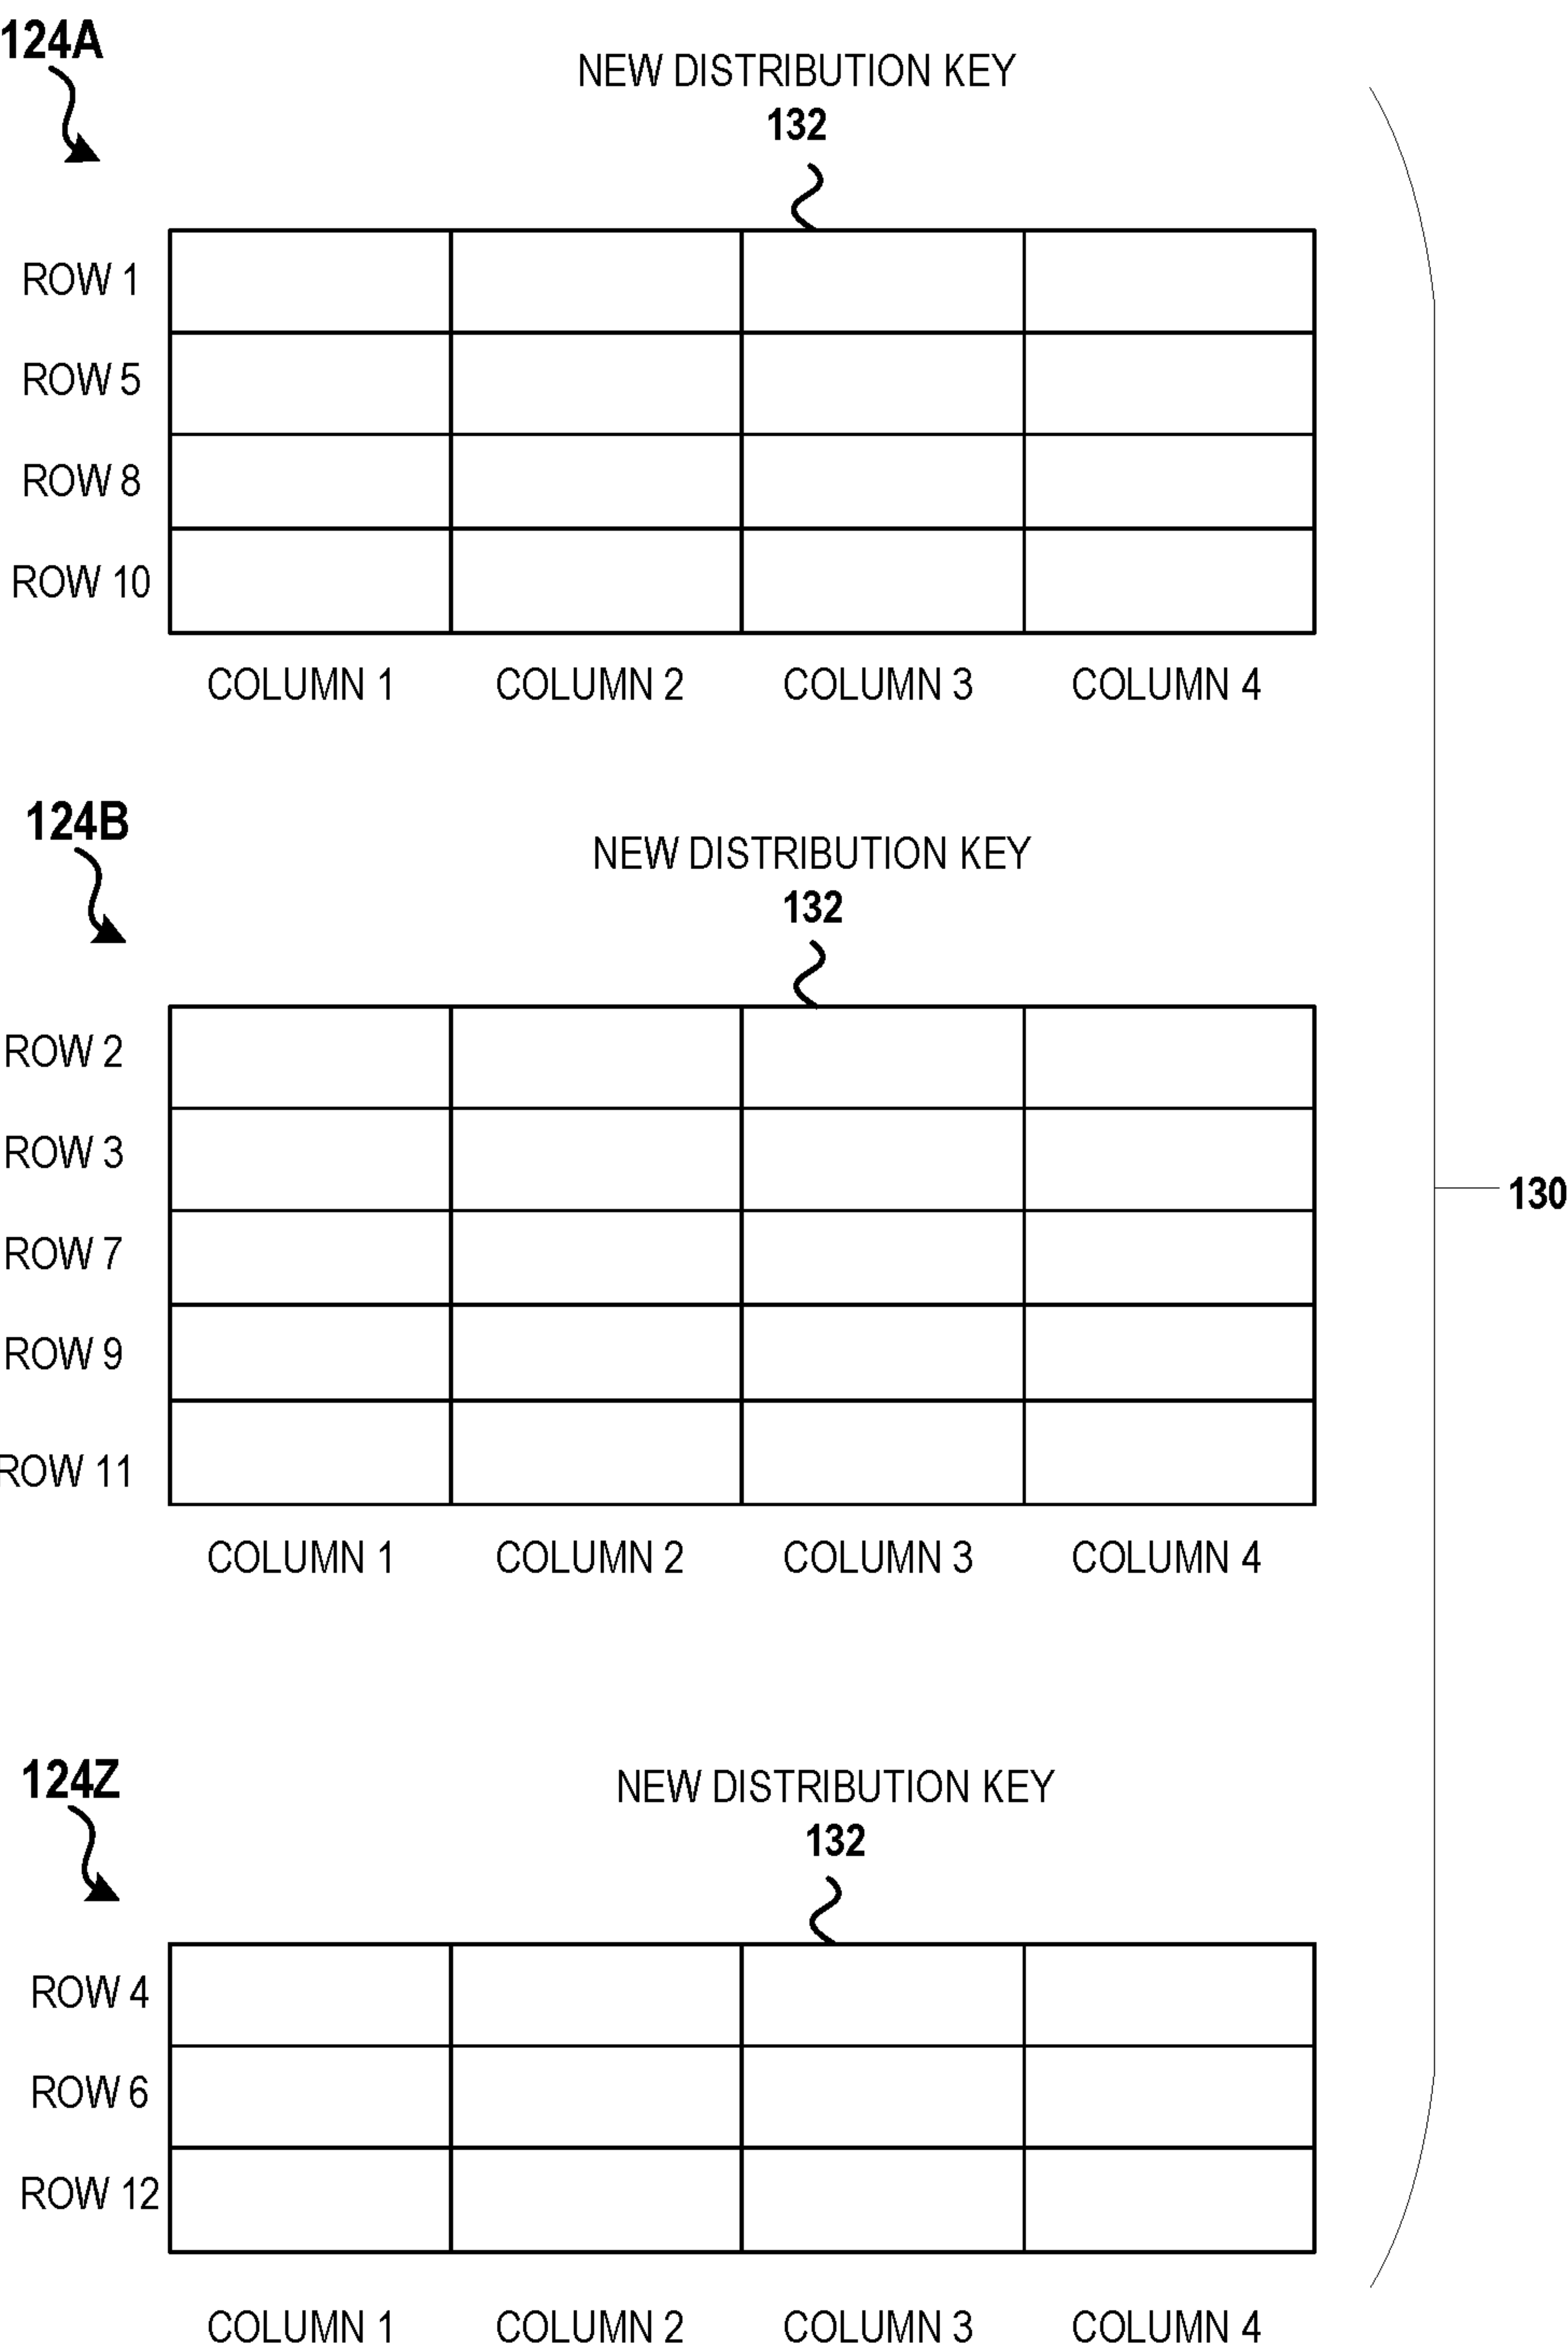 124A
NEW DISTRIBUTION KEY
132
ROW 1
ROW 5
ROW 8
ROW 10
COLUMN 1 COLUMN 2 COLUMN 3 COLUMN 4
124B
NEW DISTRIBUTION KEY
132
ROW 2
ROW 3
ROW 7
ROW 9
ROW 11
COLUMN 1 COLUMN 2 COLUMN 3 COLUMN 4
130
124Z
NEW DISTRIBUTION KEY
132
ROW 4
ROW 6
ROW 12
COLUMN 1 COLUMN 2 COLUMN 3 COLUMN 4